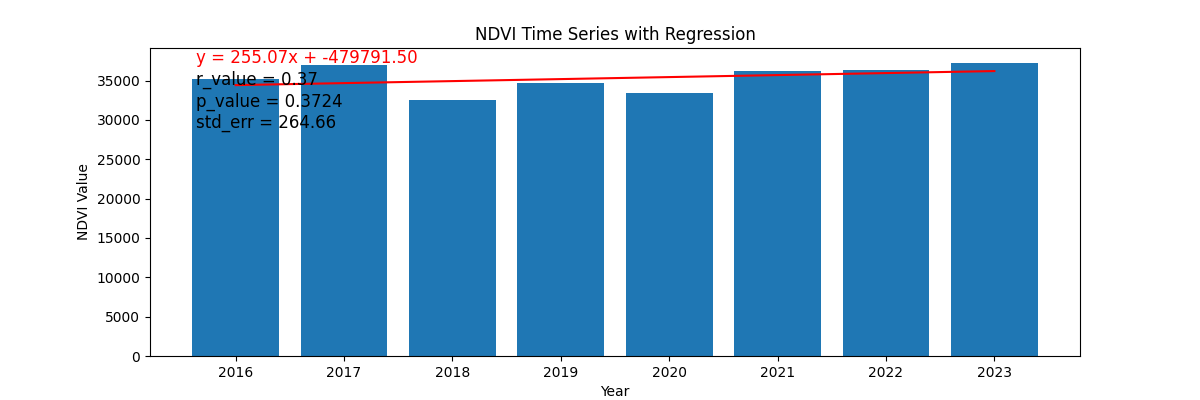 NDVI Time Series with Regression
y = 255.07x + -479791.50
r_value = 0.37
p_value = 0.3724
std_err = 264.66
35000
30000
25000
20000
15000
10000
5000
0
NDVI Value
2016 2017 2018 2019 2020 2021 2022 2023
Year